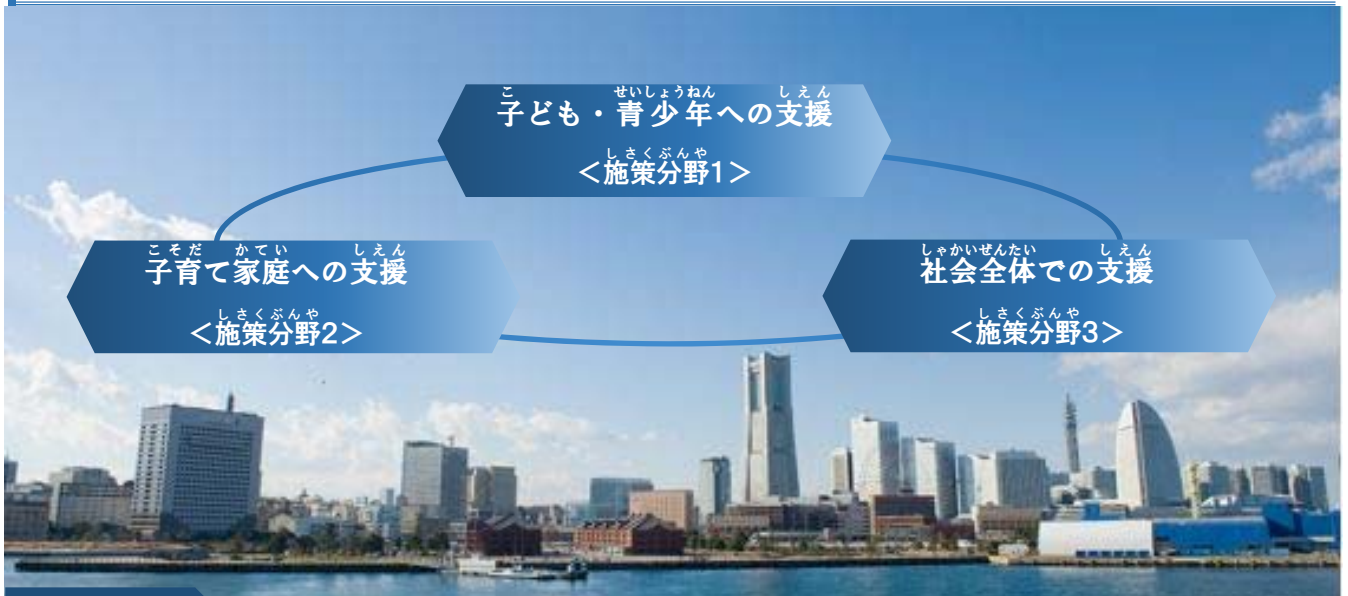 こ せいしょうねん しえん
子ども・青少年への支援
しさくぶんや
<施策分野1>
こそだ かてい しえん
子育て家庭への支援
しさくぶんや
<施策分野2>
しゃかいぜんたい しえん
社会全体での支援
しさくぶんや
<施策分野3>